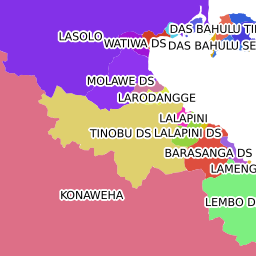 DAS BAHULU TI
LASOLO
WATIWA DS
DAS BAHULU SE
MOLAWE DS
LARODANGGE
LALAPINI
TINOBU DS
LALAPINI DS
BARASANGA DS
LAMENG
KONAWEHA
LEMBO D